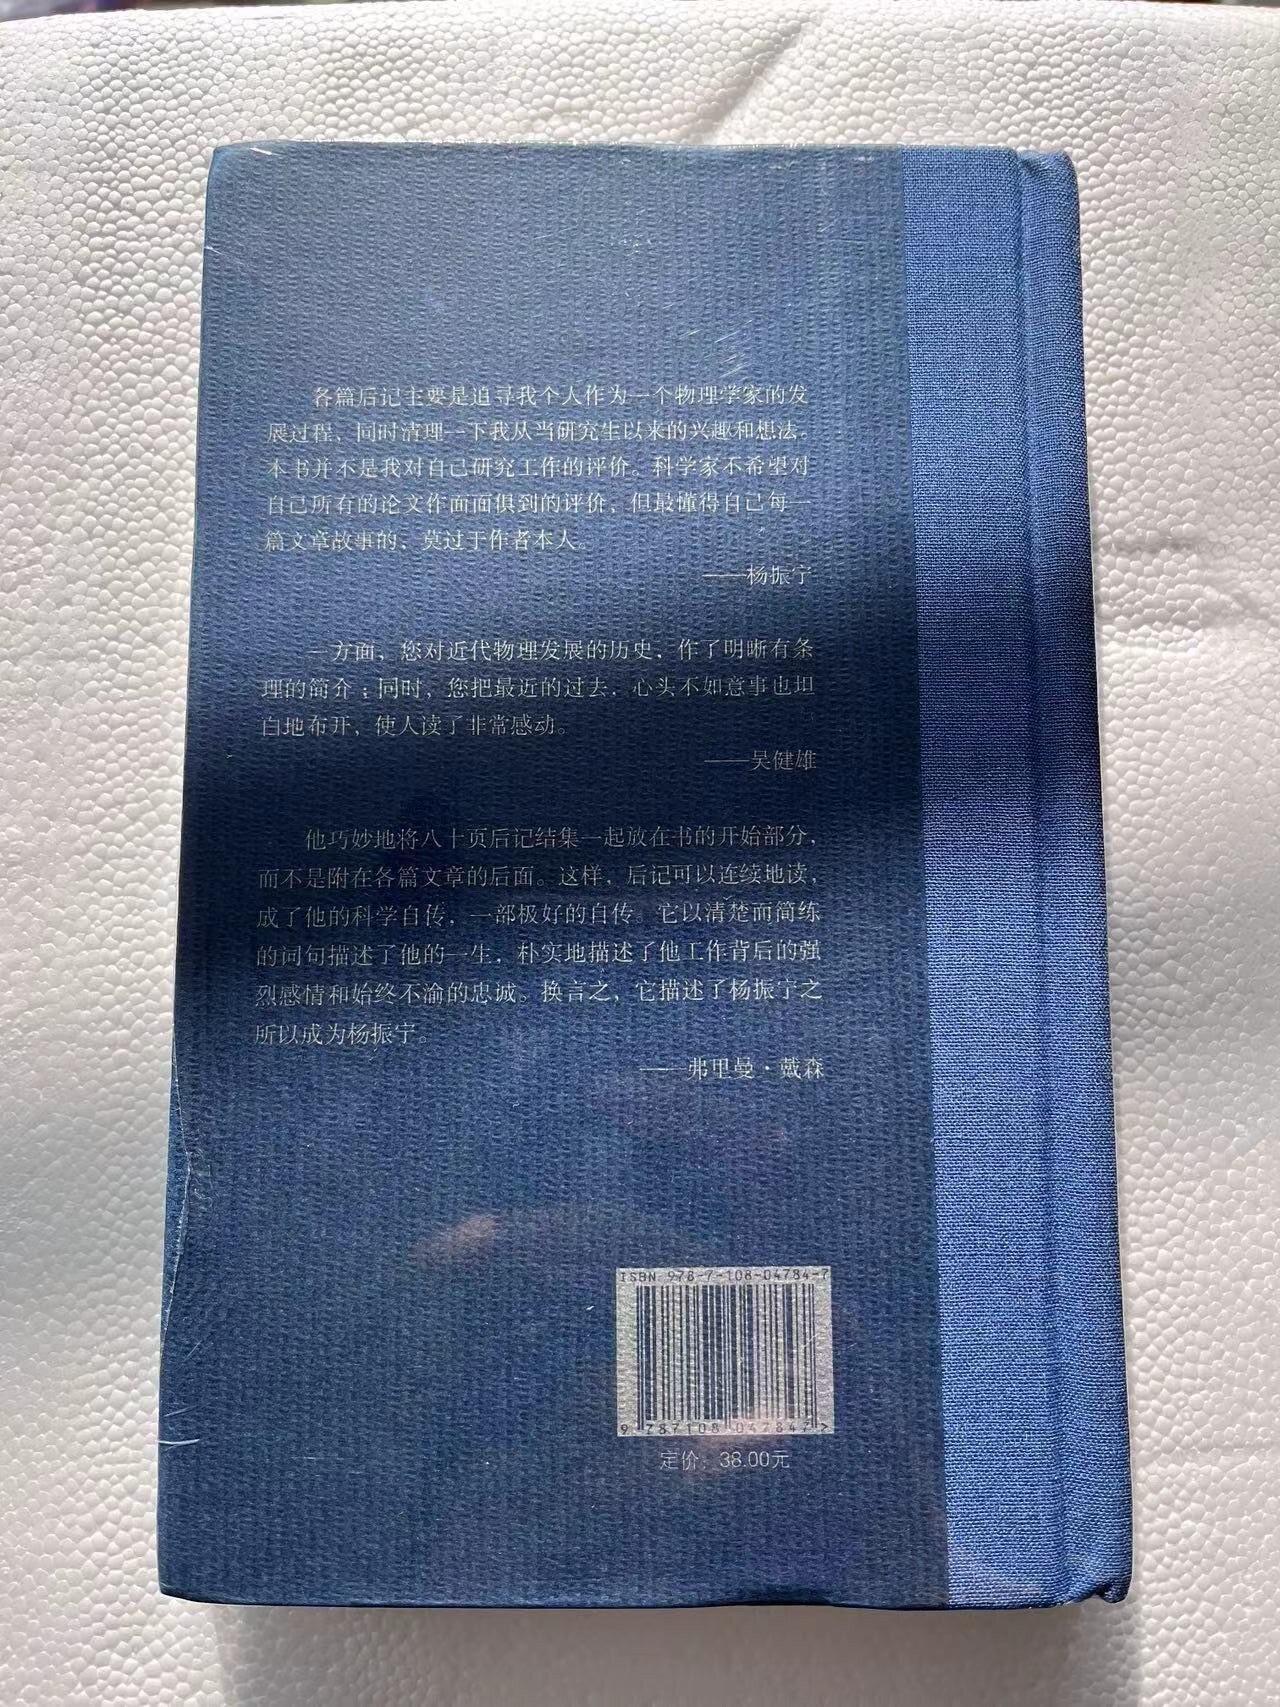 各篇后记主要是追寻我个人作为一个物理学家的发
展过程，同时清理一下我从当研究生以来的兴趣和想法。
本书并不是我对自己研究工作的评价。科学家不希望对
自己所有的论文作面面俱到的评价，但最懂得自己每一
篇文章故事的，莫过于作者本人。
——杨振宁
一方面，您对近代物理发展的历史，作了明晰有条
理的简介；同时，您把最近的过去，心头不如意事也坦
白地布开，使人读了非常感动。
——吴健雄
他巧妙地将八十页后记结集一起放在书的开始部分，
而不是附在各篇文章的后面。这样，后记可以连续地读，
成了他的科学自传，一部极好的自传。它以清楚而简练
的词句描述了他的一生，朴实地描述了他工作背后的强
烈感情和始终不渝的忠诚。换言之，它描述了杨振宁之
所以成为杨振宁。
——弗里曼·戴森
ISBN 978-7-108-04784-7
9 787108 047847 >
定价：38.00元